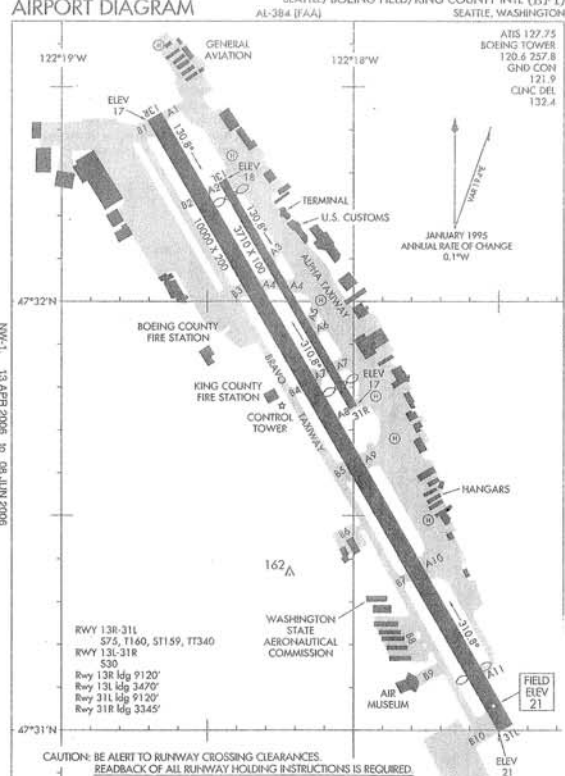 AIRPORT DIAGRAM
SEATTLE/ BOEING FIELD/KING COUNTY INTL (BFI)
AL-384 (FAA)
SEATTLE, WASHINGTON
ATIS 127.75
BOEING TOWER
120.6 257.8
GND CON
121.9
CLNC DEL
132.4
122°19'W
122°18'W
GENERAL
AVIATION
H
ELEV
17
13R
A1
B1
130.8°
H
13L
ELEV
18
A2
B2
130.8°
TERMINAL
U.S. CUSTOMS
VAR 19.4°E
JANUARY 1995
ANNUAL RATE OF CHANGE
0.1°W
10000 X 200
3710 X 100
A3
B3
A4
A4
ALPHA TAXIWAY
H
47°32'N
A6
BOEING COUNTY
FIRE STATION
310.8°
A7
ELEV
17
KING COUNTY
FIRE STATION
B4
A8
31R
H
CONTROL
TOWER
BRAVO TAXIWAY
H
B5
A9
HANGARS
H
B6
162
A10
B7
310.8°
WASHINGTON
STATE
AERONAUTICAL
COMMISSION
B8
RWY 13R-31L
S75, T160, ST159, TT340
RWY 13L-31R
S30
Rwy 13R ldg 9120'
Rwy 13L ldg 3470'
Rwy 31L ldg 9120'
Rwy 31R ldg 3345'
B9
A11
AIR
MUSEUM
FIELD
ELEV
21
47°31'N
B10
31L
ELEV
21
CAUTION: BE ALERT TO RUNWAY CROSSING CLEARANCES.
READBACK OF ALL RUNWAY HOLDING INSTRUCTIONS IS REQUIRED.
NW-1, 13 APR 2006 to 08 JUN 2006